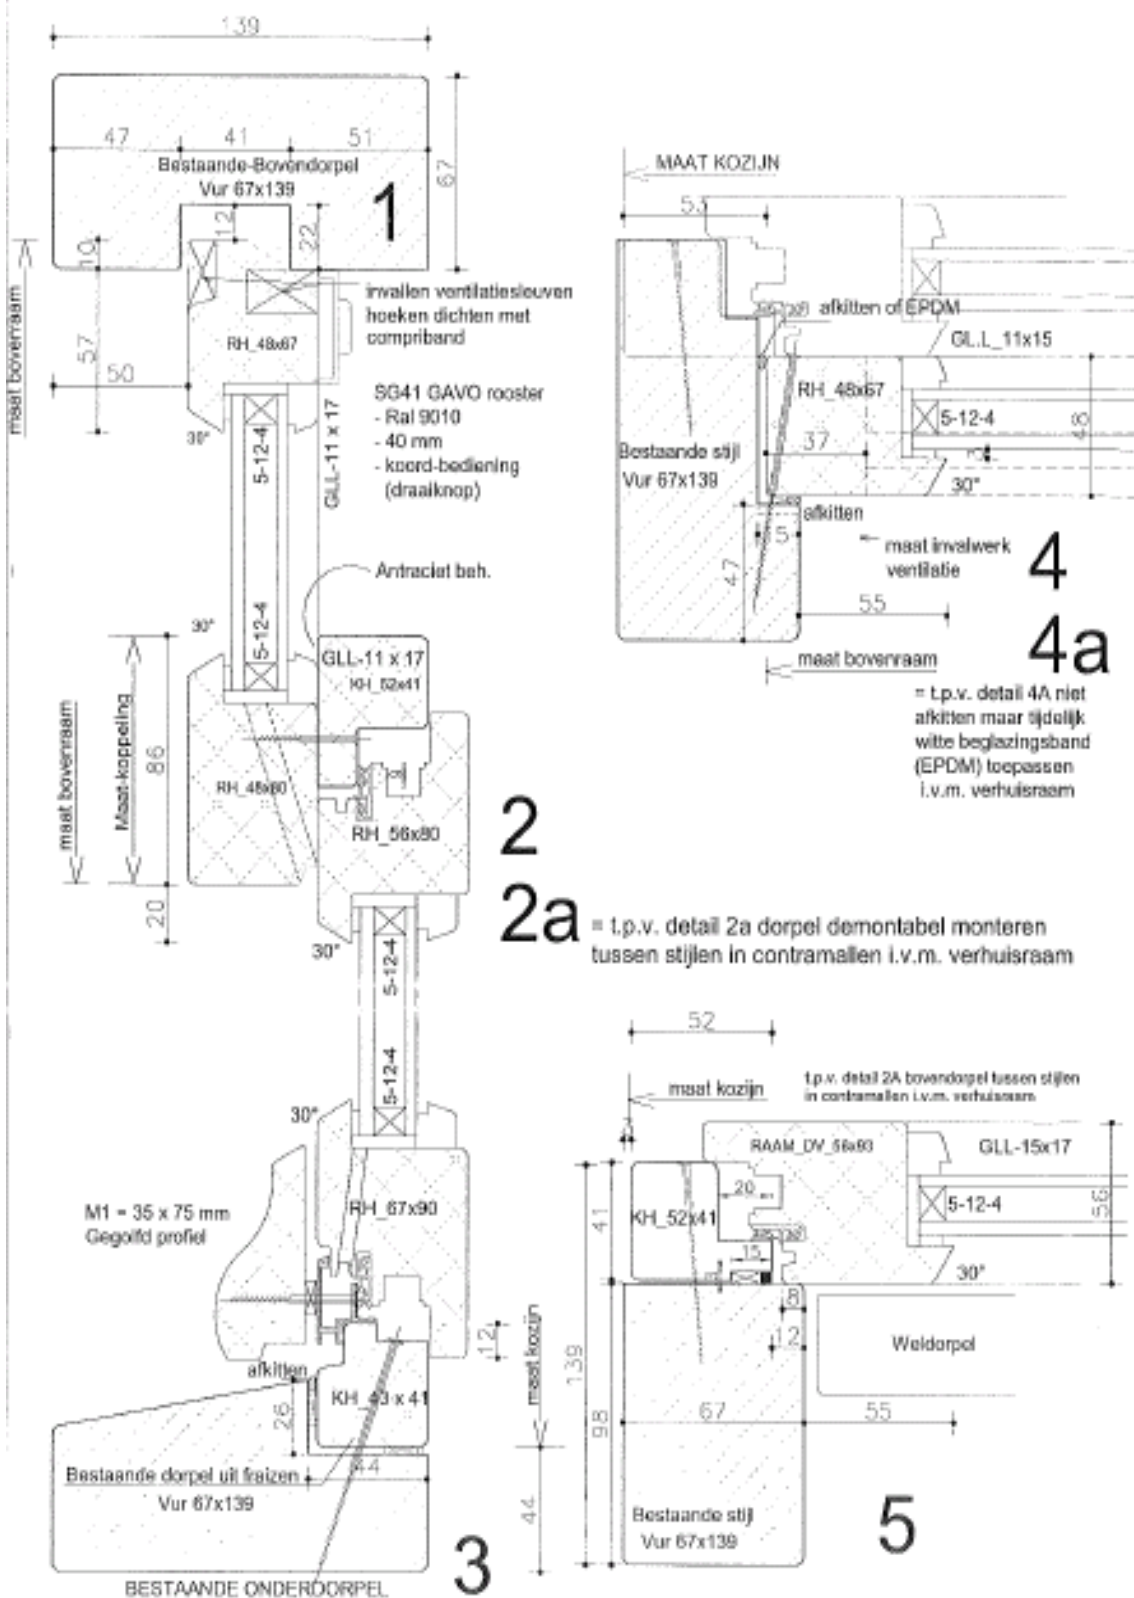 139
47
41
51
Bestaande-Bovendorpel
Vur 67x139
1
67
12
22
10
maat bovenraam
57
50
invallen ventilatiesleuven
hoeken dichten met
compriband
RH_48x67
30°
5-12-4
GLL-11 x 17
SG41 GAVO rooster
- Ral 9010
- 40 mm
- koord-bediening
(draaiknop)
Antraciet beh.
5-12-4
30°
GLL-11 x 17
KH_52x41
maat bovenraam
Maat-koppeling
86
RH_48x80
RH_56x80
20
30°
2
2a
= t.p.v. detail 2a dorpel demontabel monteren
tussen stijlen in contramallen i.v.m. verhuisraam
5-12-4
5-12-4
30°
M1 = 35 x 75 mm
Gegolfd profiel
RH_67x90
12
maat kozijn
afkitten
KH_43 x 41
26
44
Bestaande dorpel uit fraizen
Vur 67x139
44
3
BESTAANDE ONDERDORPEL
MAAT KOZIJN
53
afkitten of EPDM
GL.L_11x15
RH_48x67
5-12-4
48
37
3
30°
Bestaande stijl
Vur 67x139
afkitten
5
maat invalwerk
ventilatie
47
55
4
4a
maat bovenraam
= t.p.v. detail 4A niet
afkitten maar tijdelijk
witte beglazingsband
(EPDM) toepassen
i.v.m. verhuisraam
52
maat kozijn
t.p.v. detail 2A bovendorpel tussen stijlen
in contramallen i.v.m. verhuisraam
RAAM_DV_56x93
GLL-15x17
20
5-12-4
56
41
KH_52x41
15
30°
8
12
Weldorpel
139
98
67
55
Bestaande stijl
Vur 67x139
5